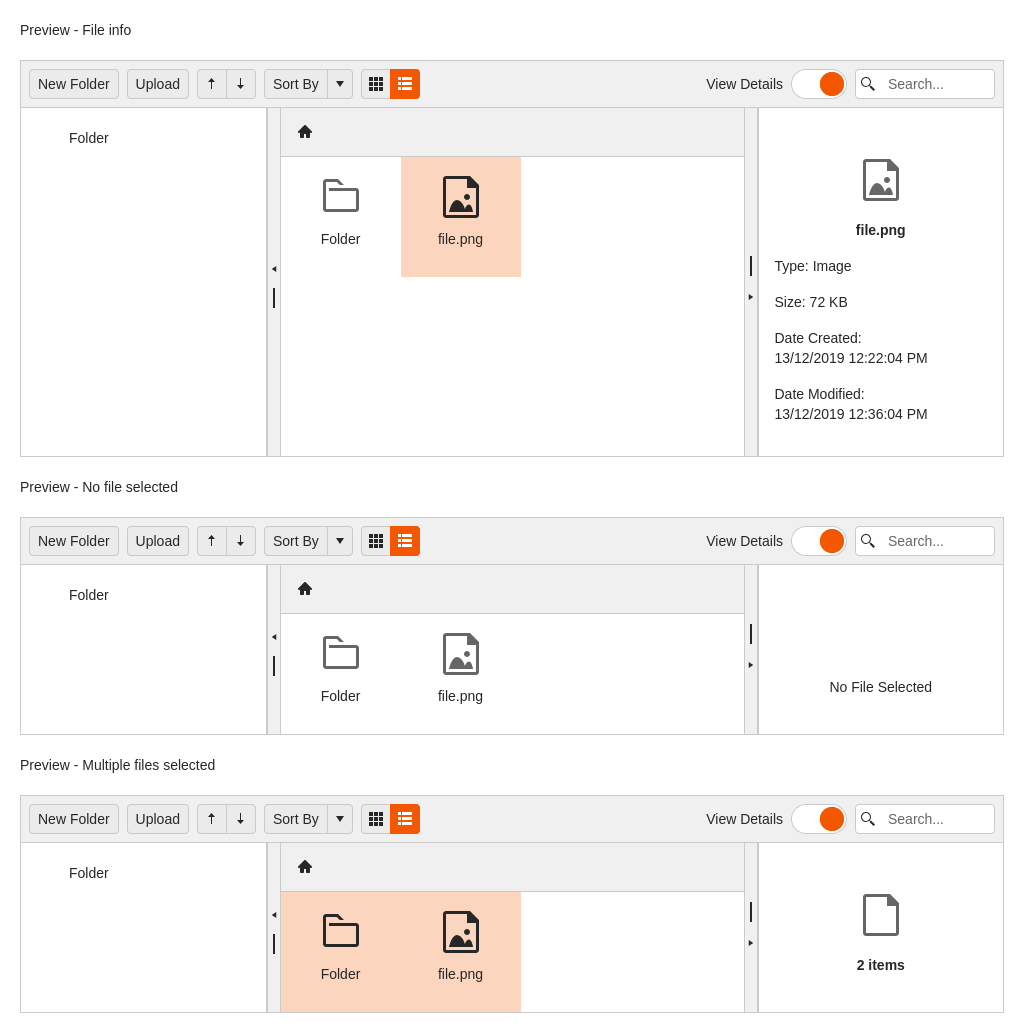 Preview - File info
New Folder Upload Sort By View Details Search...
Folder
Folder file.png
file.png
Type: Image
Size: 72 KB
Date Created:
13/12/2019 12:22:04 PM
Date Modified:
13/12/2019 12:36:04 PM
Preview - No file selected
New Folder Upload Sort By View Details Search...
Folder
Folder file.png
No File Selected
Preview - Multiple files selected
New Folder Upload Sort By View Details Search...
Folder
Folder file.png
2 items